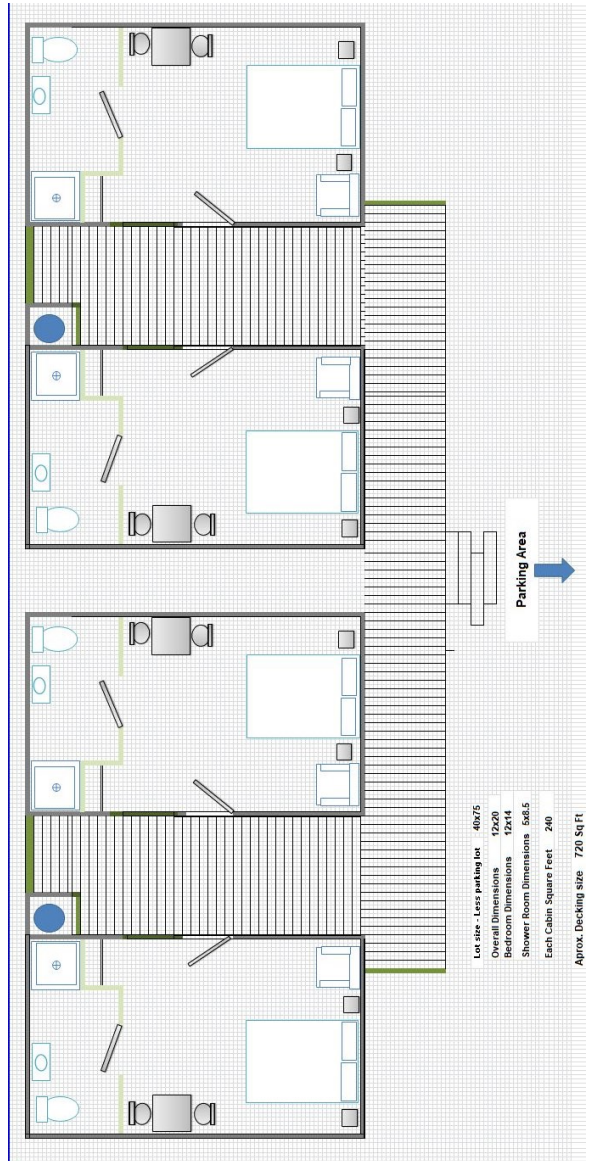 Parking Area
Lot size - Less parking lot 40x75
Overall Dimensions 12x20
Bedroom Dimensions 12x14
Shower Room Dimensions 6x8.5
Each Cabin Square Feet 240
Aprox. Decking size 720 Sq Ft